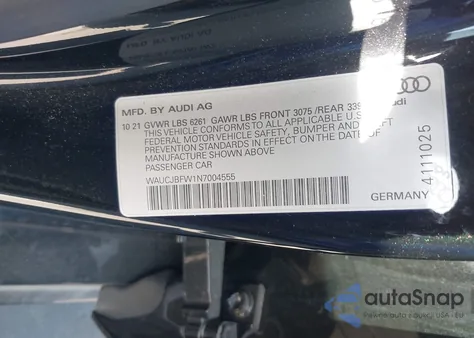 MFD. BY AUDI AG
10 21 GVWR LBS 6261 GAWR LBS FRONT 3075 /REAR
THIS VEHICLE CONFORMS TO ALL APPLICABLE U.S.
FEDERAL MOTOR VEHICLE SAFETY, BUMPER AND
PREVENTION STANDARDS IN EFFECT ON THE DATE OF
MANUFACTURE SHOWN ABOVE
PASSENGER CAR
WAUCJBFW1N7004555
GERMANY
4111025
autoSnap